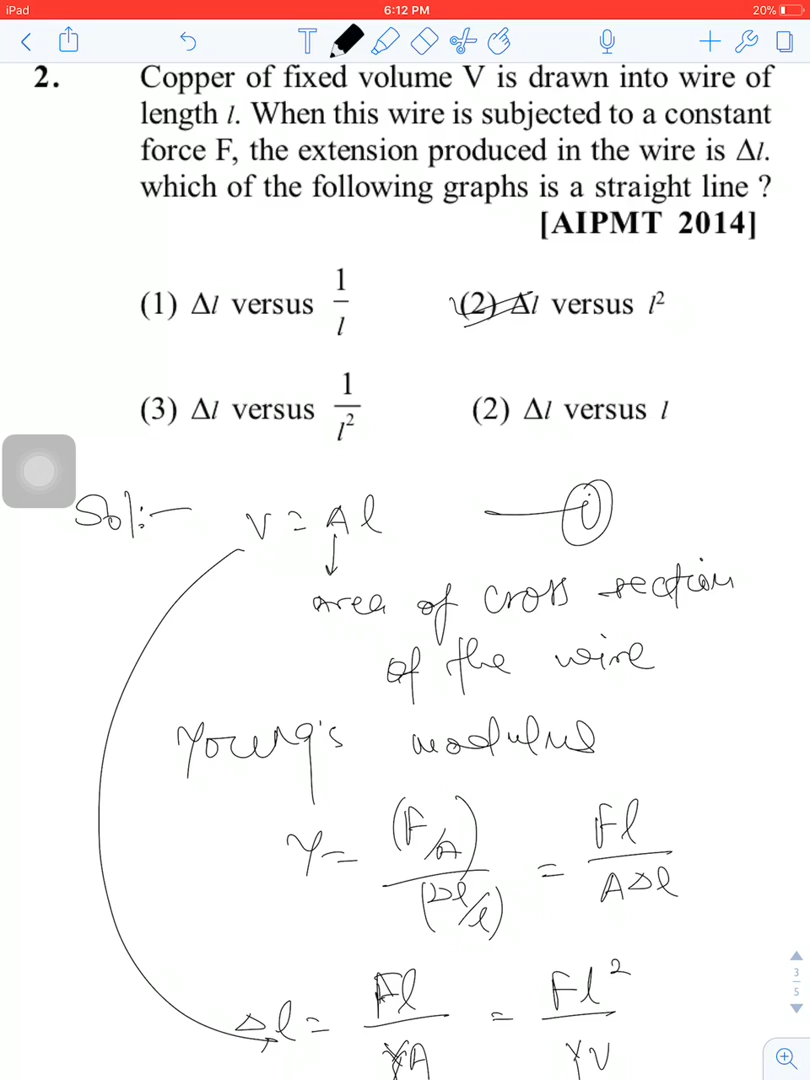 iPad 6:12 PM 20%
T
2. Copper of fixed volume V is drawn into wire of
length l. When this wire is subjected to a constant
force F, the extension produced in the wire is Δl.
which of the following graphs is a straight line ?
[AIPMT 2014]
(1) Δl versus 1/l (2) Δl versus l²
(3) Δl versus 1/l² (2) Δl versus l
Sol:- V = Al
area of cross section
of the wire
Young's modulus
Y = (F/A)/(Δl/l) = Fl/AΔl
Δl = Fl/YA = Fl²/YV
3/5